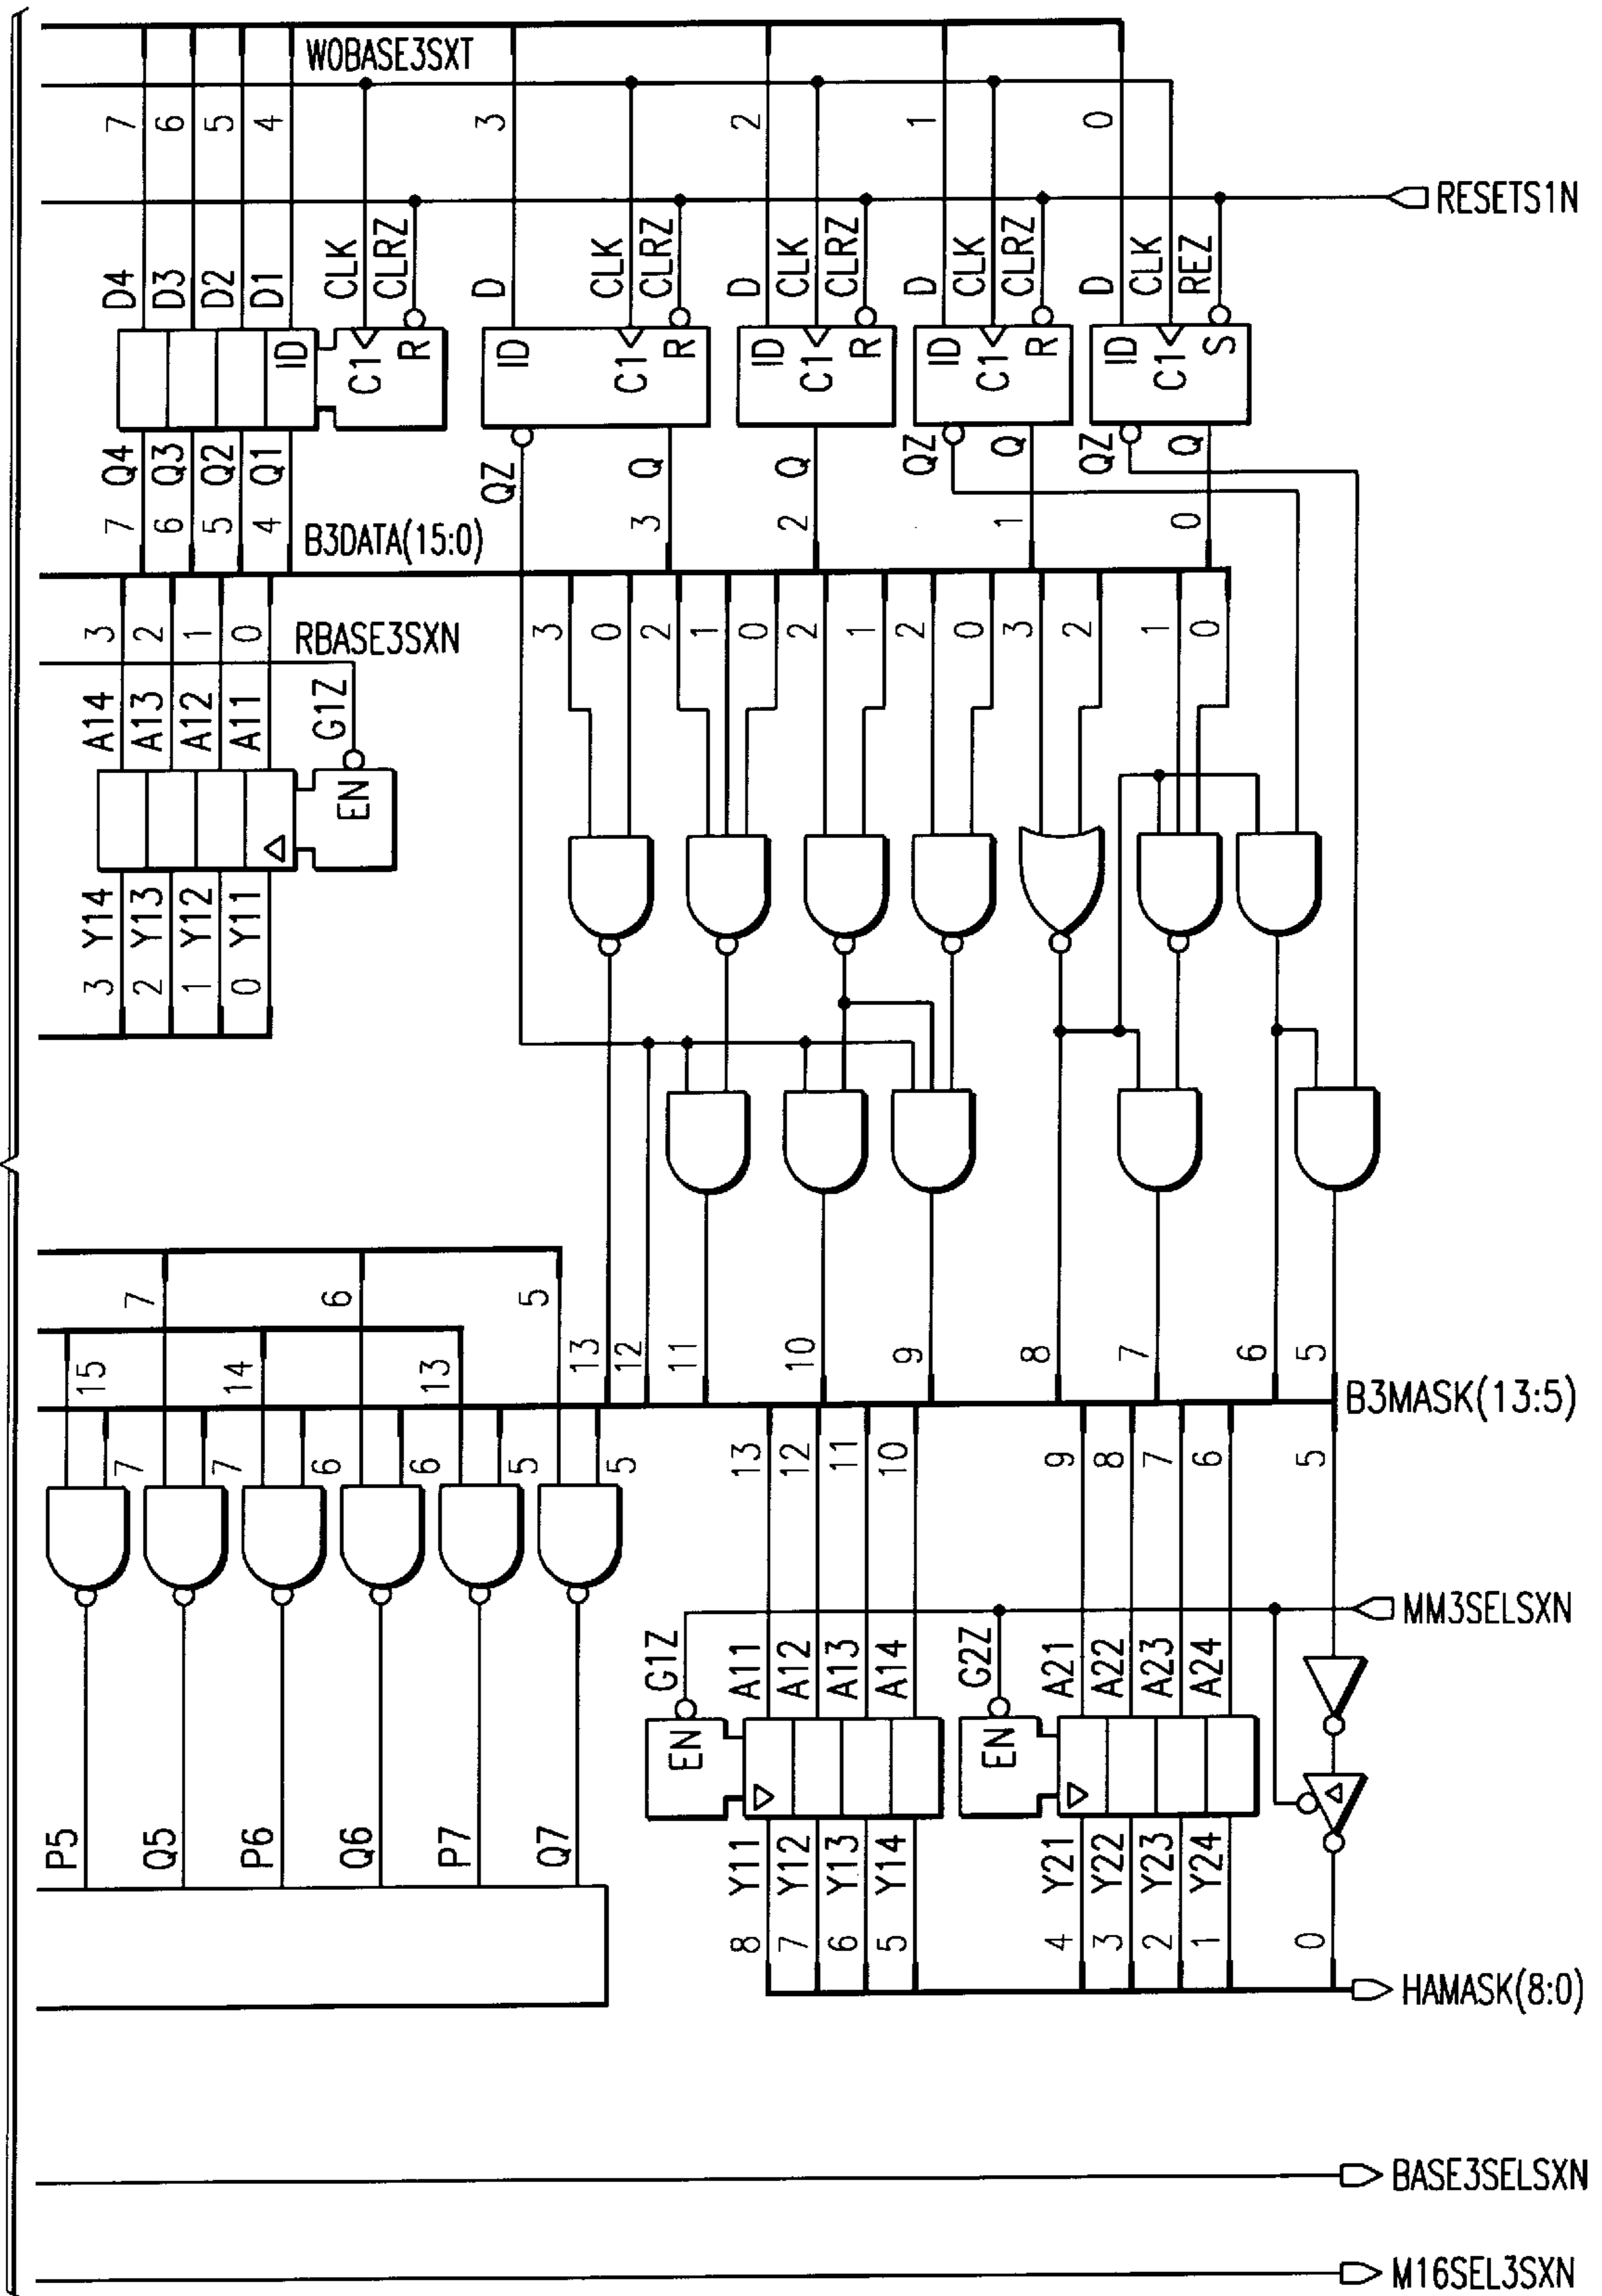 WOBASE3SXT
7 6 5 4 3 2 1 0
RESETS1N
D4 D3 D2 D1 CLK CLRZ D CLK CLRZ D CLK CLRZ D CLK CLRZ D CLK REZ
ID C1 R ID C1 R ID C1 R ID C1 R ID C1 S
Q4 Q3 Q2 Q1 QZ Q Q QZ Q QZ Q
7 6 5 4 B3DATA(15:0) 3 2 1 0
3 2 1 0 RBASE3SXN 3 0 2 1 0 2 1 2 0 3 2 1 0
A14 A13 A12 A11 G1Z
EN
Y14 Y13 Y12 Y11
3 2 1 0
7 6 5
15 14 13 13 12 11 10 9 8 7 6 5
B3MASK(13:5)
7 7 6 6 5 5 13 12 11 10 9 8 7 6 5
MM3SELSXN
G1Z A11 A12 A13 A14 G2Z A21 A22 A23 A24
EN EN
P5 Q5 P6 Q6 P7 Q7 Y11 Y12 Y13 Y14 Y21 Y22 Y23 Y24
8 7 6 5 4 3 2 1 0
HAMASK(8:0)
BASE3SELSXN
M16SEL3SXN